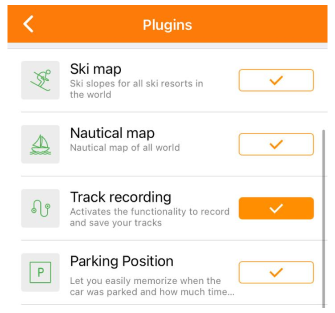 Plugins
Ski map
Ski slopes for all ski resorts in
the world
Nautical map
Nautical map of all world
Track recording
Activates the functionality to record
and save your tracks
Parking Position
P
Let you easily memorize when the
car was parked and how much time...